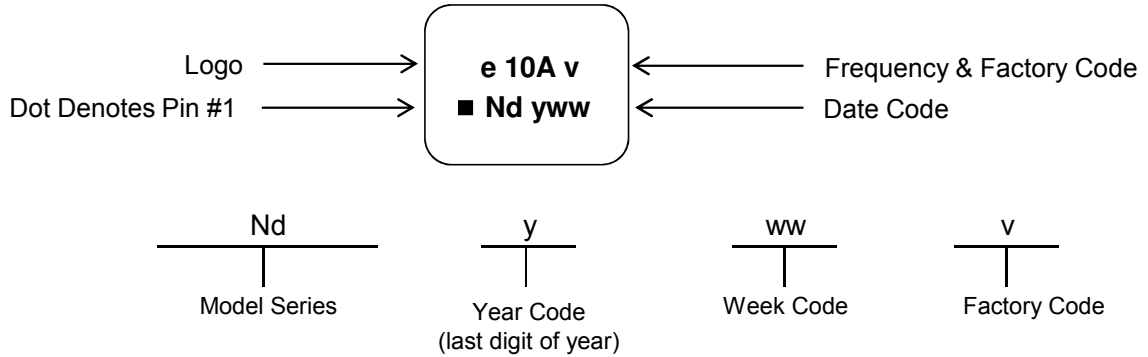 Logo
e 10A v
Frequency & Factory Code
Dot Denotes Pin #1
■ Nd yww
Date Code
Nd
y
ww
v
Model Series
Year Code
(last digit of year)
Week Code
Factory Code